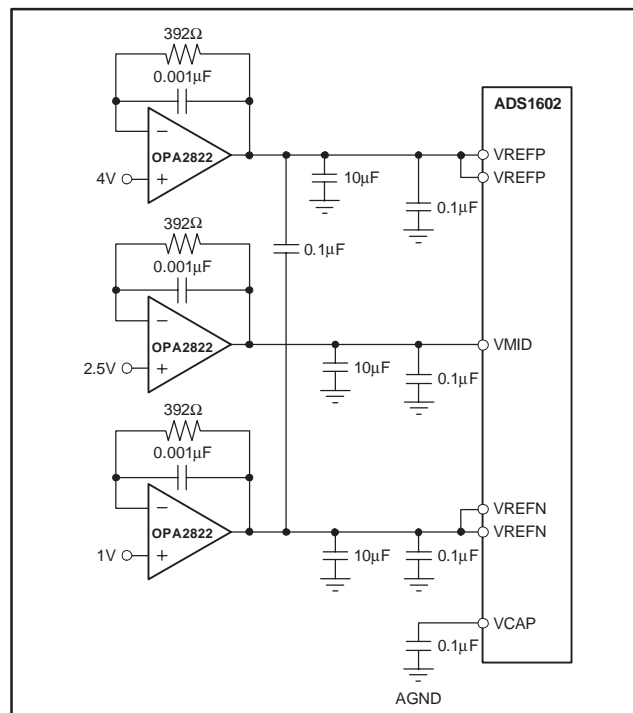 392Ω
0.001μF
ADS1602
OPA2822
VREFP
4V
10μF
VREFP
0.1μF
392Ω
0.1μF
0.001μF
OPA2822
VMID
2.5V
10μF
0.1μF
392Ω
0.001μF
VREFN
OPA2822
VREFN
1V
10μF
0.1μF
VCAP
0.1μF
AGND